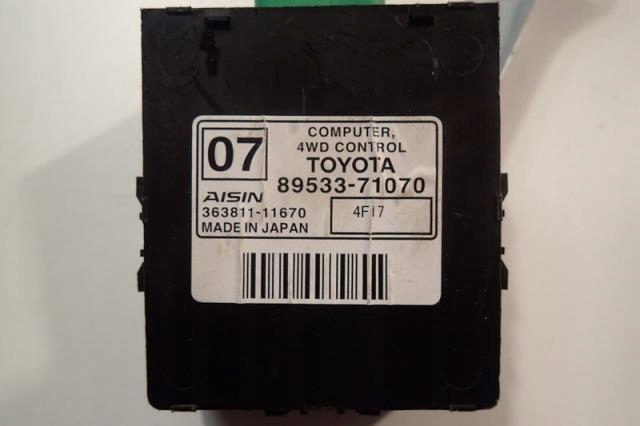 07
COMPUTER,
4WD CONTROL
TOYOTA
89533-71070
AISIN
363811-11670
4F17
MADE IN JAPAN